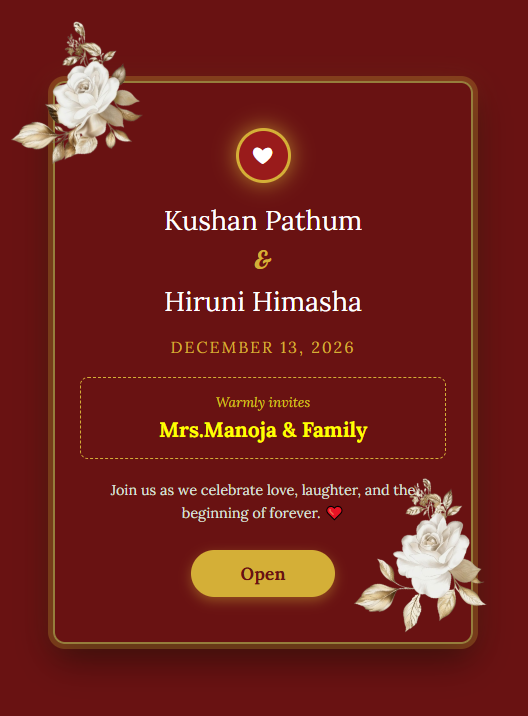 Kushan Pathum
&
Hiruni Himasha
DECEMBER 13, 2026
Warmly invites
Mrs.Manoja & Family
Join us as we celebrate love, laughter, and the
beginning of forever. ❤️
Open